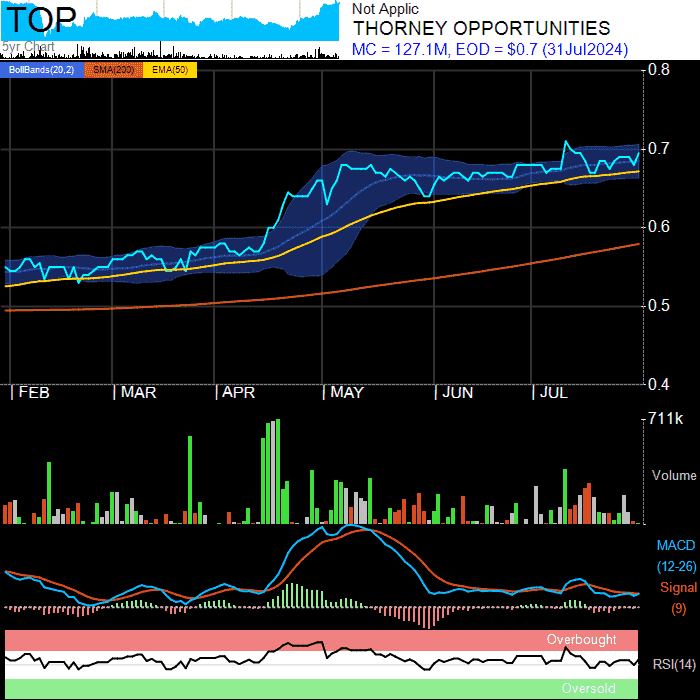 TOP
5yr Chart
Not Applic
THORNEY OPPORTUNITIES
MC = 127.1M, EOD = $0.7 (31Jul2024)
BollBands(20,2) SMA(200) EMA(50)
0.8
0.7
0.6
0.5
0.4
FEB MAR APR MAY JUN JUL
711k
Volume
MACD
(12-26)
Signal
(9)
Overbought
RSI(14)
Oversold